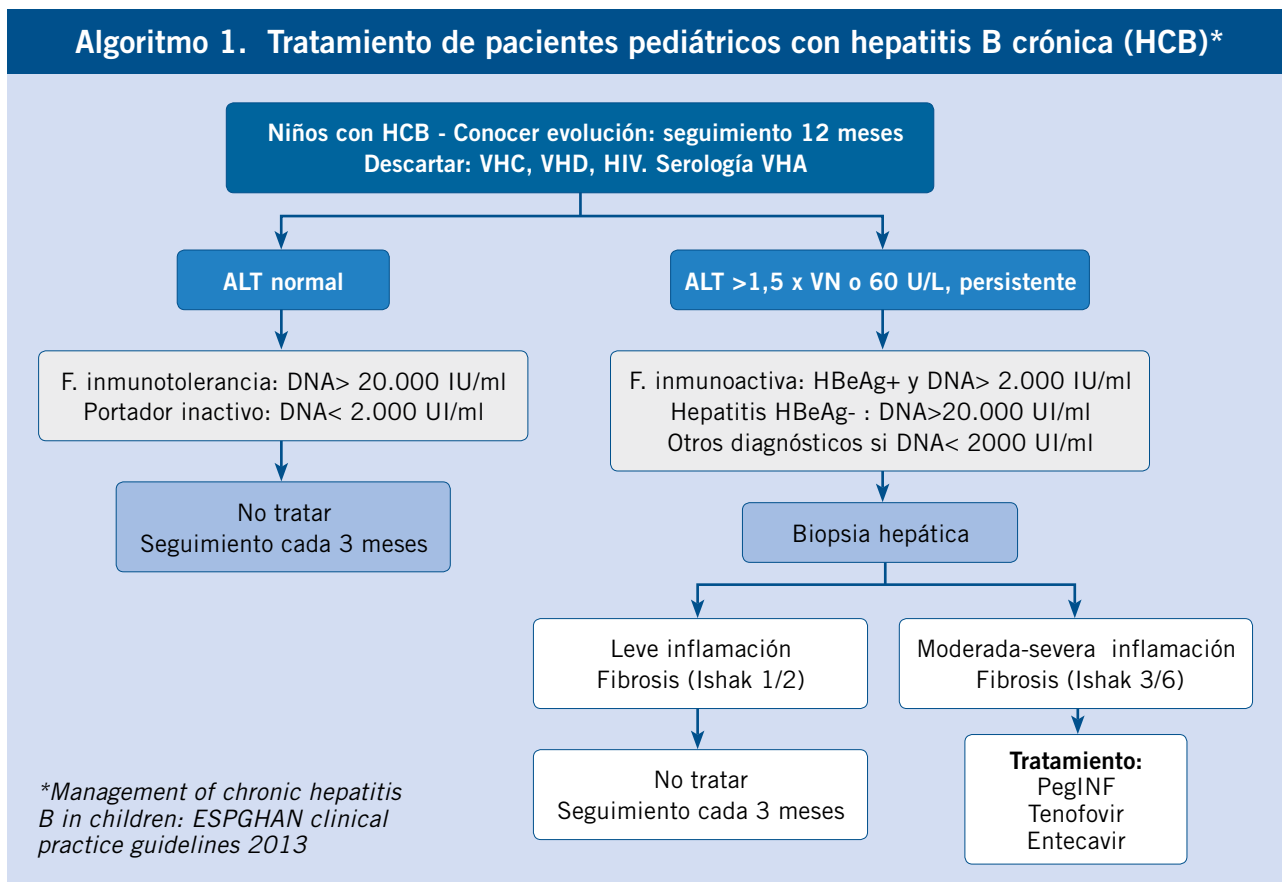 Algoritmo 1. Tratamiento de pacientes pediátricos con hepatitis B crónica (HCB)*
Niños con HCB - Conocer evolución: seguimiento 12 meses
Descartar: VHC, VHD, HIV. Serología VHA
ALT normal
ALT >1,5 x VN o 60 U/L, persistente
F. inmunotolerancia: DNA> 20.000 IU/ml
Portador inactivo: DNA< 2.000 UI/ml
F. inmunoactiva: HBeAg+ y DNA> 2.000 IU/ml
Hepatitis HBeAg- : DNA>20.000 UI/ml
Otros diagnósticos si DNA< 2000 UI/ml
No tratar
Seguimiento cada 3 meses
Biopsia hepática
Leve inflamación
Fibrosis (Ishak 1/2)
Moderada-severa inflamación
Fibrosis (Ishak 3/6)
No tratar
Seguimiento cada 3 meses
Tratamiento:
PegINF
Tenofovir
Entecavir
*Management of chronic hepatitis
B in children: ESPGHAN clinical
practice guidelines 2013